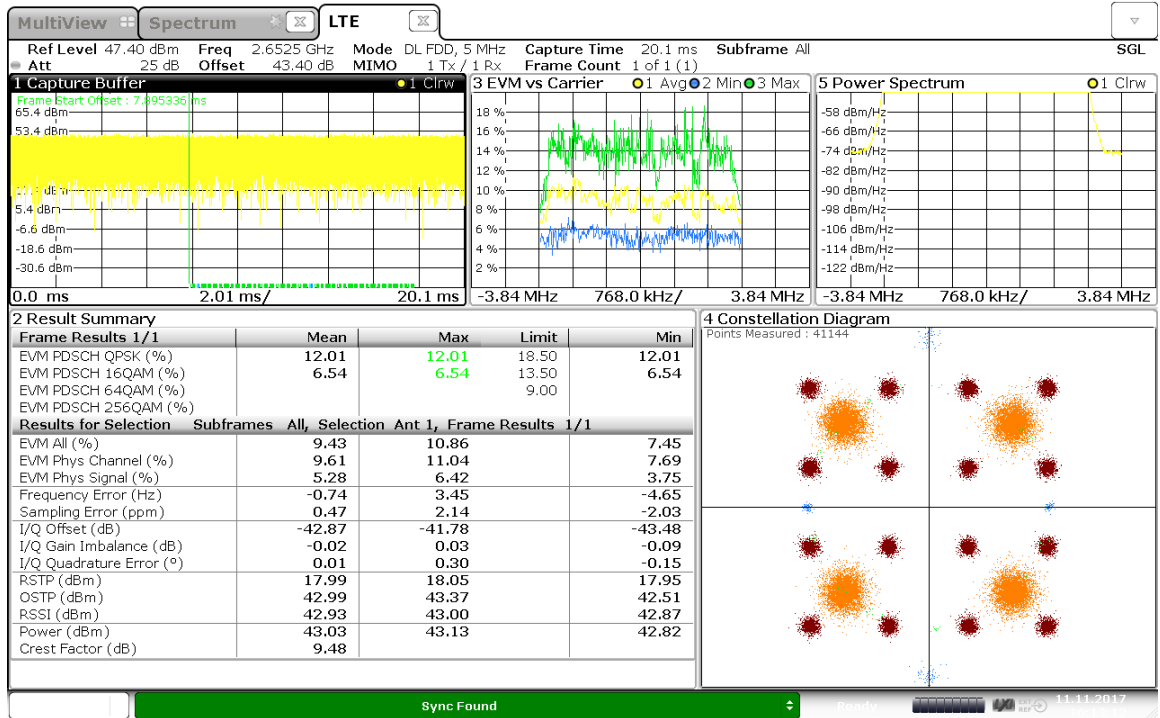 MultiView Spectrum LTE
Ref Level 47.40 dBm Freq 2.6525 GHz Mode DL FDD, 5 MHz Capture Time 20.1 ms Subframe All SGL
Att 25 dB Offset 43.40 dB MIMO 1 Tx / 1 Rx Frame Count 1 of 1 (1)
1 Capture Buffer 1 Clrw
Frame Start Offset : 7.895336 ms
65.4 dBm
53.4 dBm
5.4 dBm
-6.6 dBm
-18.6 dBm
-30.6 dBm
0.0 ms 2.01 ms/ 20.1 ms
3 EVM vs Carrier 1 Avg 2 Min 3 Max
18 %
16 %
14 %
12 %
10 %
8 %
6 %
4 %
2 %
-3.84 MHz 768.0 kHz/ 3.84 MHz
5 Power Spectrum 1 Clrw
-58 dBm/Hz
-66 dBm/Hz
-74 dBm/Hz
-82 dBm/Hz
-90 dBm/Hz
-98 dBm/Hz
-106 dBm/Hz
-114 dBm/Hz
-122 dBm/Hz
-3.84 MHz 768.0 kHz/ 3.84 MHz
2 Result Summary
Frame Results 1/1 Mean Max Limit Min
EVM PDSCH QPSK (%) 12.01 12.01 18.50 12.01
EVM PDSCH 16QAM (%) 6.54 6.54 13.50 6.54
EVM PDSCH 64QAM (%) 9.00
EVM PDSCH 256QAM (%)
Results for Selection Subframes All, Selection Ant 1, Frame Results 1/1
EVM All (%) 9.43 10.86 7.45
EVM Phys Channel (%) 9.61 11.04 7.69
EVM Phys Signal (%) 5.28 6.42 3.75
Frequency Error (Hz) -0.74 3.45 -4.65
Sampling Error (ppm) 0.47 2.14 -2.03
I/Q Offset (dB) -42.87 -41.78 -43.48
I/Q Gain Imbalance (dB) -0.02 0.03 -0.09
I/Q Quadrature Error (°) 0.01 0.30 -0.15
RSTP (dBm) 17.99 18.05 17.95
OSTP (dBm) 42.99 43.37 42.51
RSSI (dBm) 42.93 43.00 42.87
Power (dBm) 43.03 43.13 42.82
Crest Factor (dB) 9.48
4 Constellation Diagram
Points Measured : 41144
Sync Found
Ready
LXI
11.11.2017